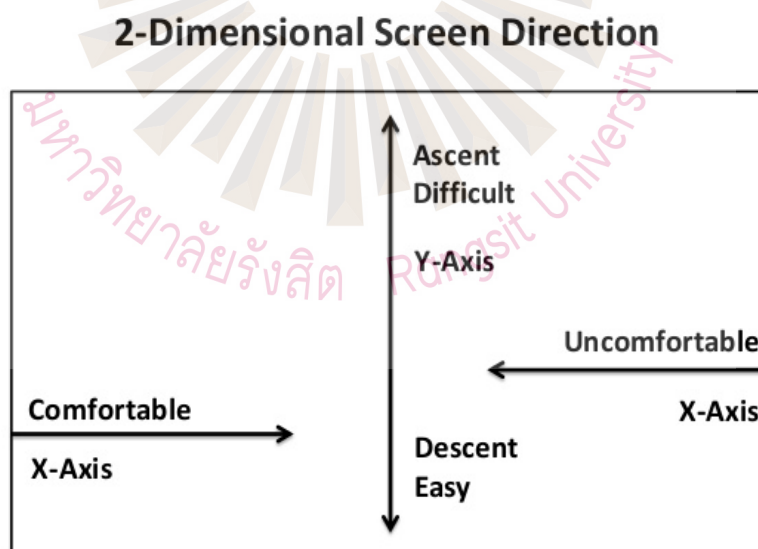 2-Dimensional Screen Direction
มหาวิทยาลัยรังสิต Rangsit University
Ascent
Difficult
Y-Axis
Uncomfortable
X-Axis
Comfortable
X-Axis
Descent
Easy